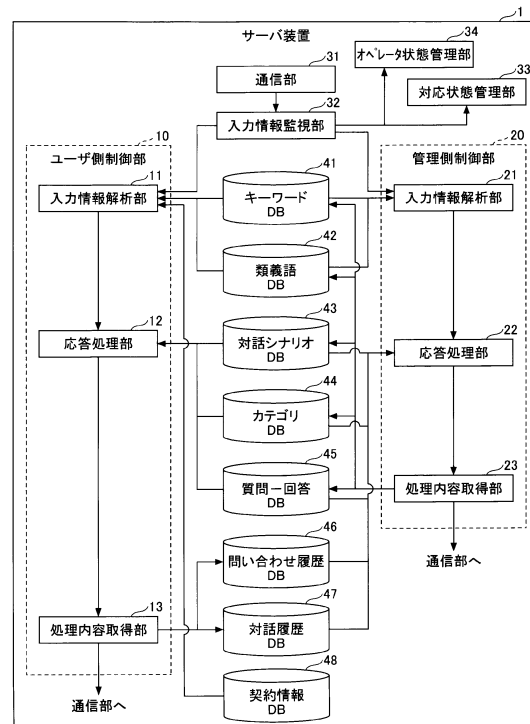 1
サーバ装置
34
オペレータ状態管理部
31
通信部
33
対応状態管理部
32
入力情報監視部
10
ユーザ側制御部
20
管理側制御部
11
入力情報解析部
41
キーワード
DB
21
入力情報解析部
42
類義語
DB
12
応答処理部
43
対話シナリオ
DB
22
応答処理部
44
カテゴリ
DB
45
質問ー回答
DB
23
処理内容取得部
46
問い合わせ履歴
DB
通信部へ
13
処理内容取得部
47
対話履歴
DB
48
契約情報
DB
通信部へ